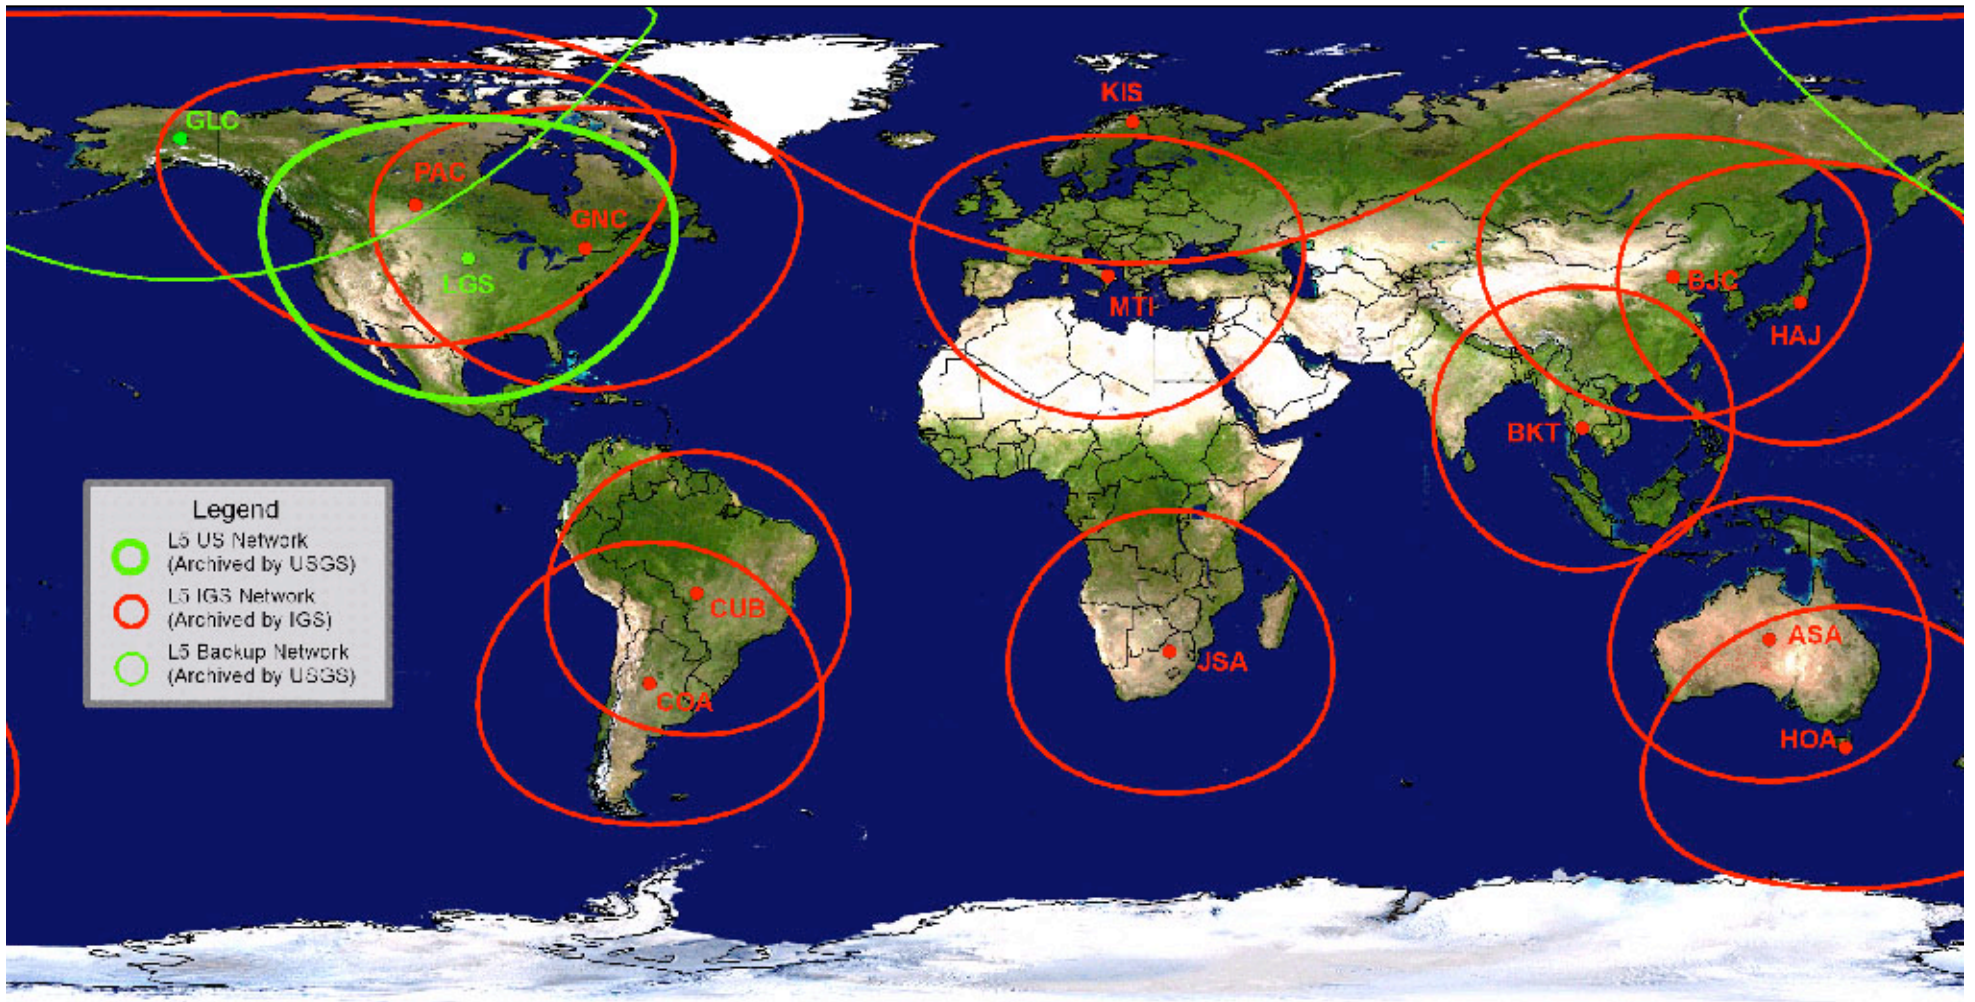 KIS
GLC
PAC
GNC
LGS
MTI
BJC
HAJ
BKT
Legend
L5 US Network
(Archived by USGS)
L5 IGS Network
(Archived by IGS)
L5 Backup Network
(Archived by USGS)
CUB
COA
JSA
ASA
HOA